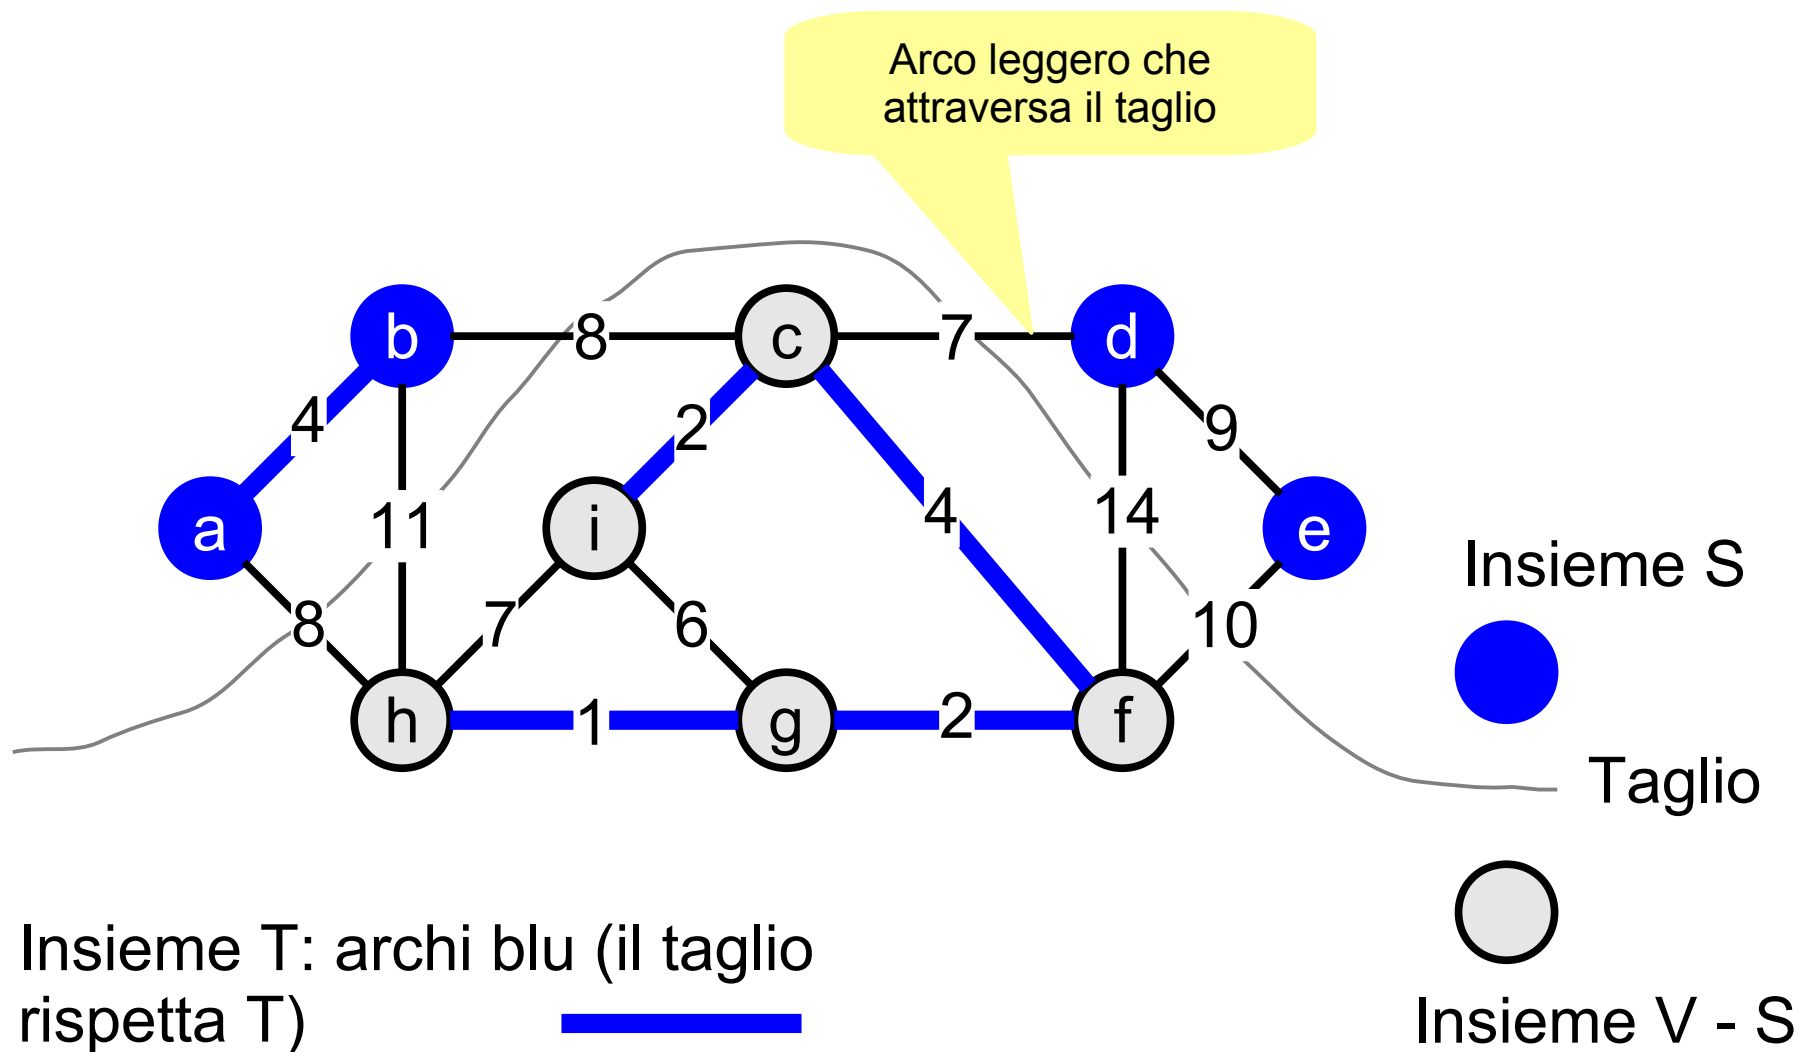 Arco leggero che
attraversa il taglio
b
8
c
7
d
4
2
9
a
11
i
4
14
e
Insieme S
8
7
6
10
h
1
g
2
f
Taglio
Insieme T: archi blu (il taglio
rispetta T)
Insieme V - S